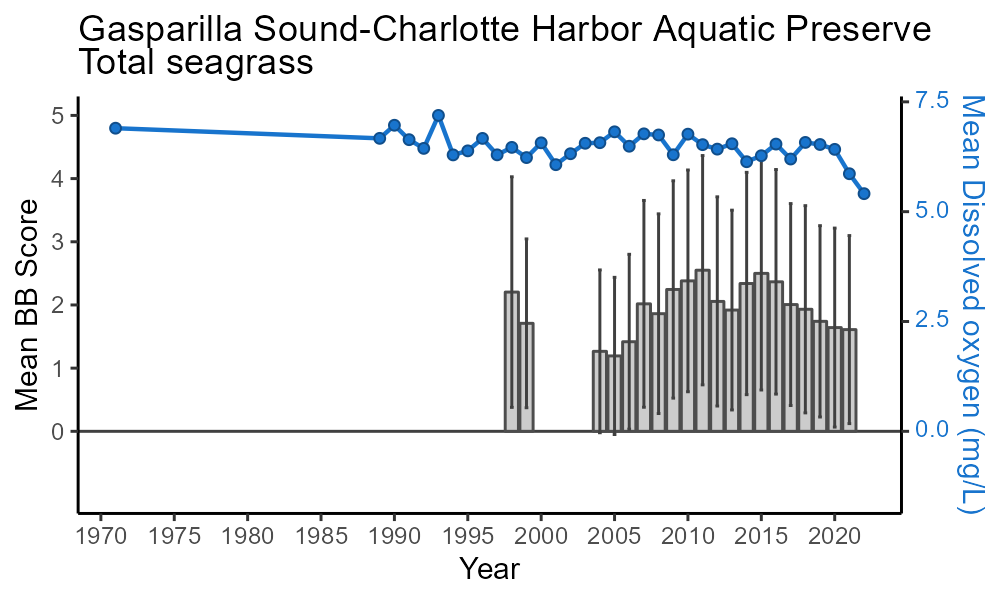 Gasparilla Sound-Charlotte Harbor Aquatic Preserve
Total seagrass
Mean BB Score
5
4
3
2
1
0
7.5
5.0
2.5
0.0
Mean Dissolved oxygen (mg/L)
1970 1975 1980 1985 1990 1995 2000 2005 2010 2015 2020
Year